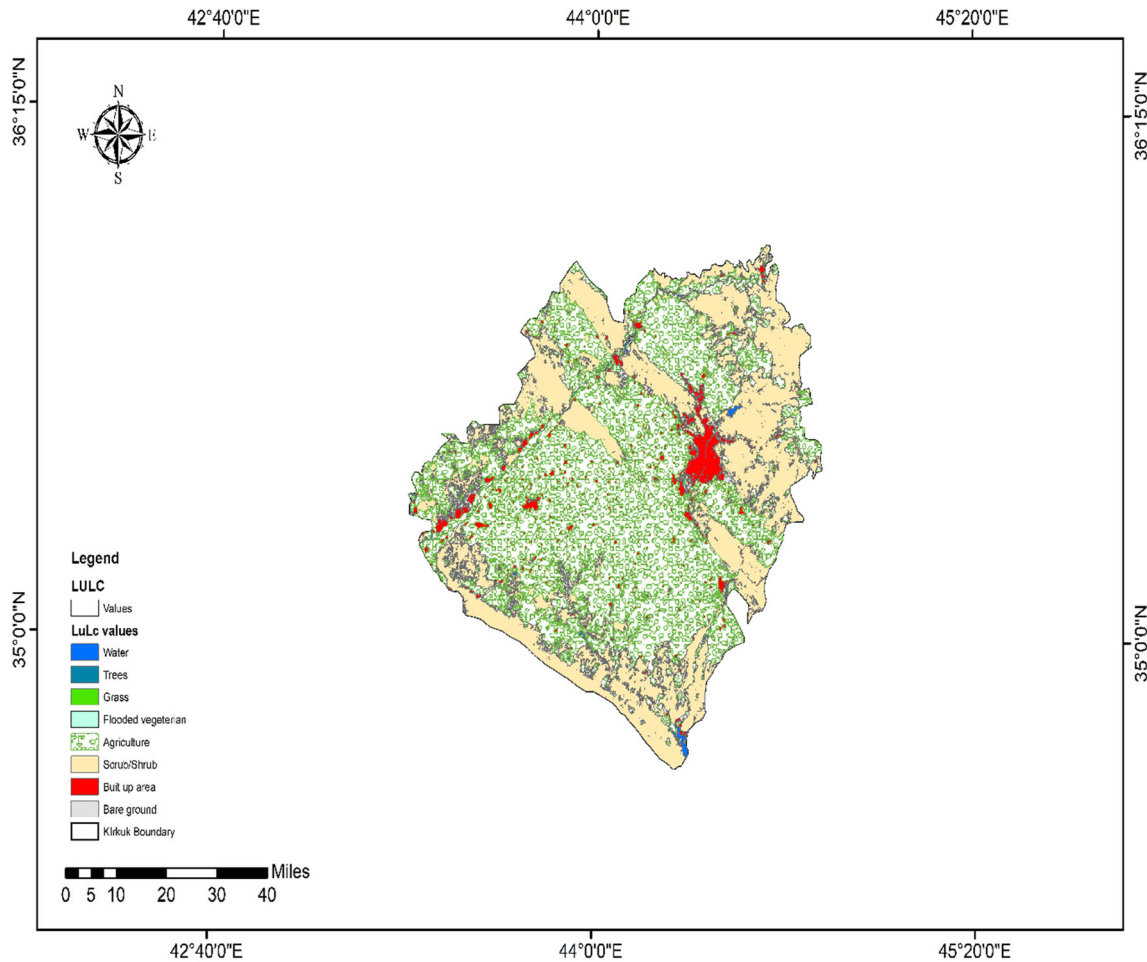 42°40'0"E 44°0'0"E 45°20'0"E
36°15'0"N
36°15'0"N
N
W E
S
35°0'0"N
35°0'0"N
Legend
LULC
Values
LuLc values
Water
Trees
Grass
Flooded vegeterian
Agriculture
Scrub/Shrub
Buit up area
Bare ground
KIrkuk Boundary
Miles
0 5 10 20 30 40
42°40'0"E 44°0'0"E 45°20'0"E